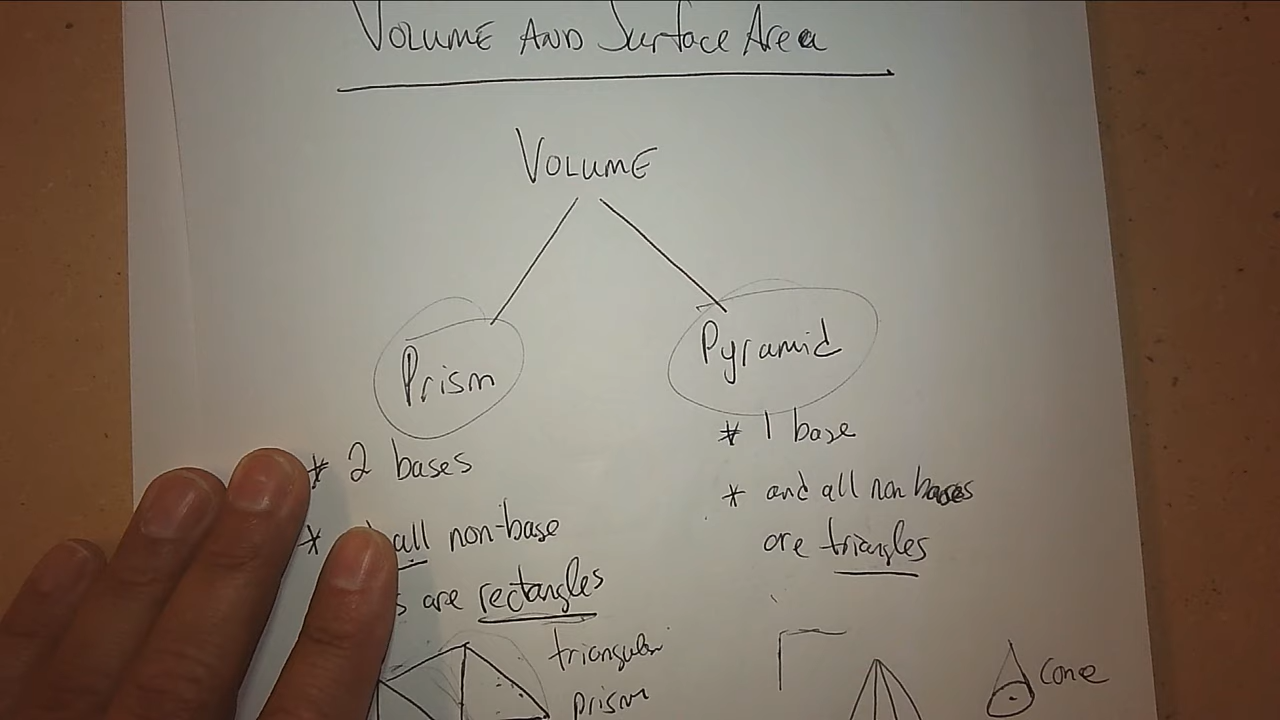 VOLUME AND Surface Area
VOLUME
Prism
Pyramid
* 2 bases
* all non-base
are rectangles
triangular
prism
* 1 base
* and all non bases
are triangles
cone